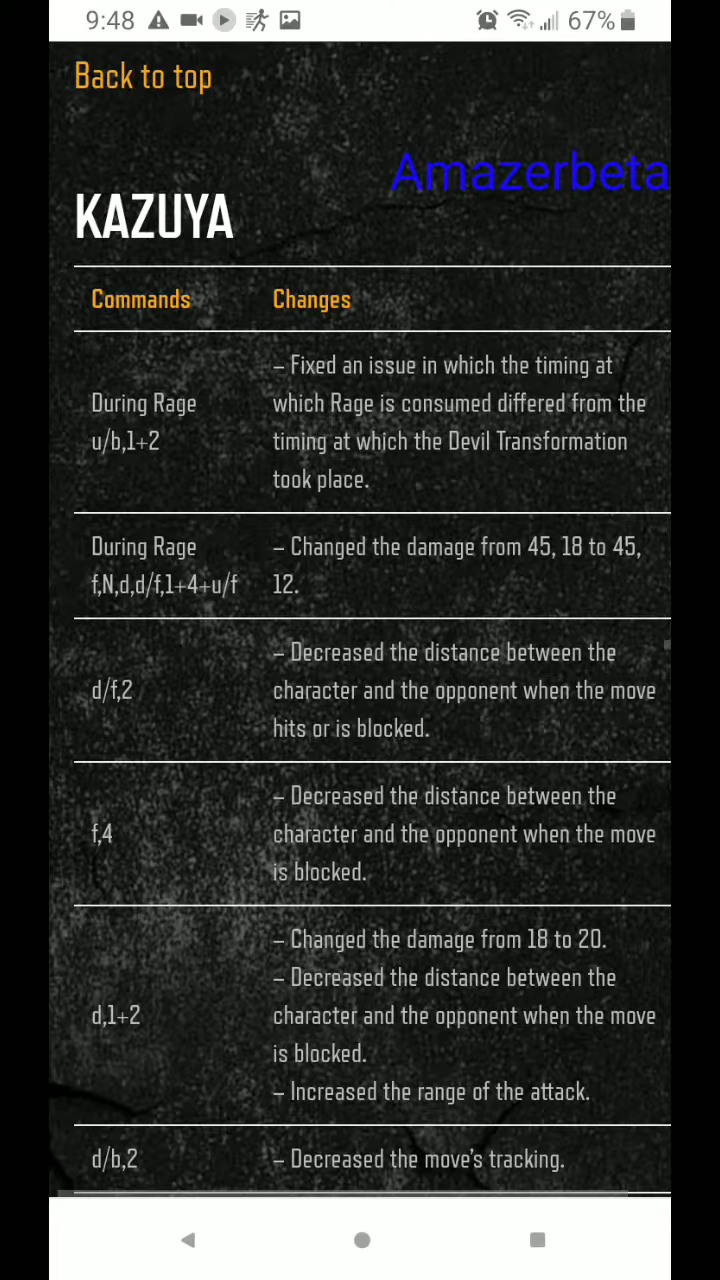 9:48 67%
Back to top
Amazerbeta
KAZUYA
Commands Changes
– Fixed an issue in which the timing at
During Rage which Rage is consumed differed from the
u/b,1+2 timing at which the Devil Transformation
took place.
During Rage – Changed the damage from 45, 18 to 45,
f,N,d,d/f,1+4+u/f 12.
– Decreased the distance between the
d/f,2 character and the opponent when the move
hits or is blocked.
– Decreased the distance between the
f,4 character and the opponent when the move
is blocked.
– Changed the damage from 18 to 20.
– Decreased the distance between the
d,1+2 character and the opponent when the move
is blocked.
– Increased the range of the attack.
d/b,2 – Decreased the move's tracking.